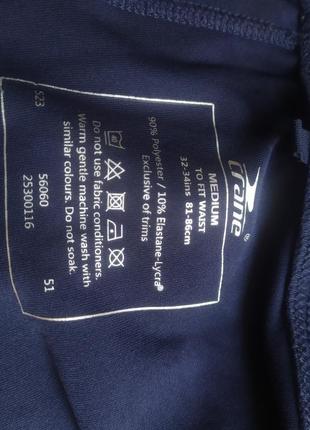 crane®
MEDIUM
TO FIT WAIST
32-34ins 81-86cm
90% Polyester / 10% Elastane-Lycra®
Exclusive of trims
40
Do not use fabric conditioners.
Warm gentle machine wash with
similar colours. Do not soak.
56060 51
25300116